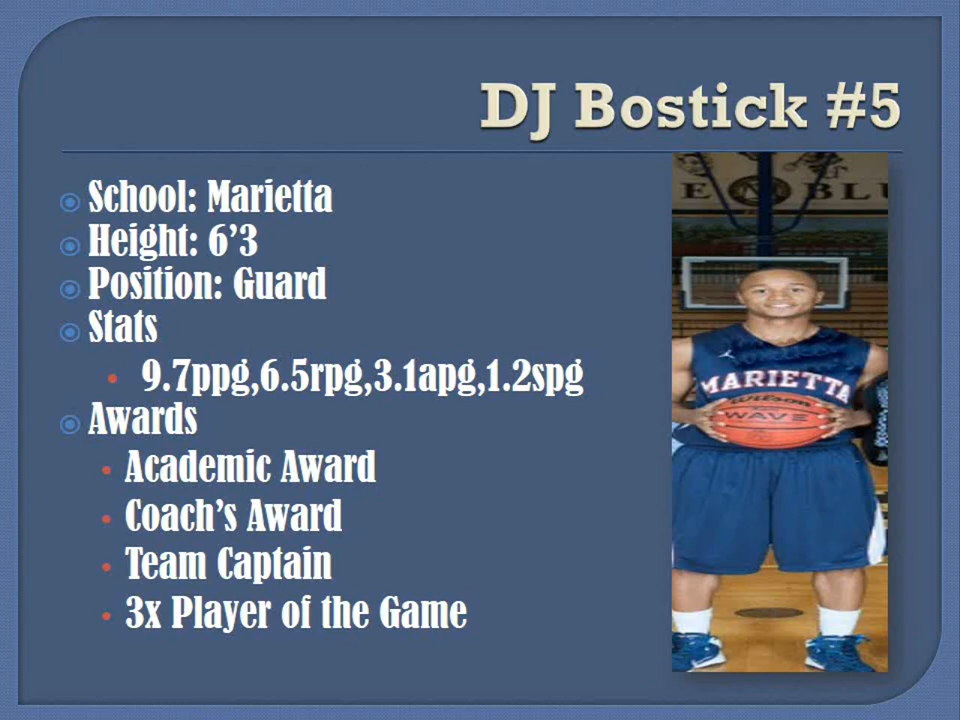 DJ Bostick #5
School: Marietta
Height: 6’3
Position: Guard
Stats
9.7ppg,6.5rpg,3.1apg,1.2spg
Awards
Academic Award
Coach’s Award
Team Captain
3x Player of the Game
E N BLU
MARIETTA
Wilson
WAVE